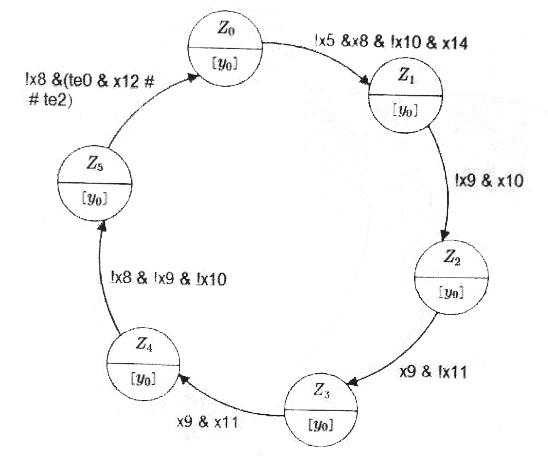 Z0
[y0]
!x5 &x8 & !x10 & x14
Z1
[y0]
!x9 & x10
Z2
[y0]
x9 & !x11
Z3
[y0]
x9 & x11
Z4
[y0]
!x8 & !x9 & !x10
Z5
[y0]
!x8 &(te0 & x12 #
# te2)